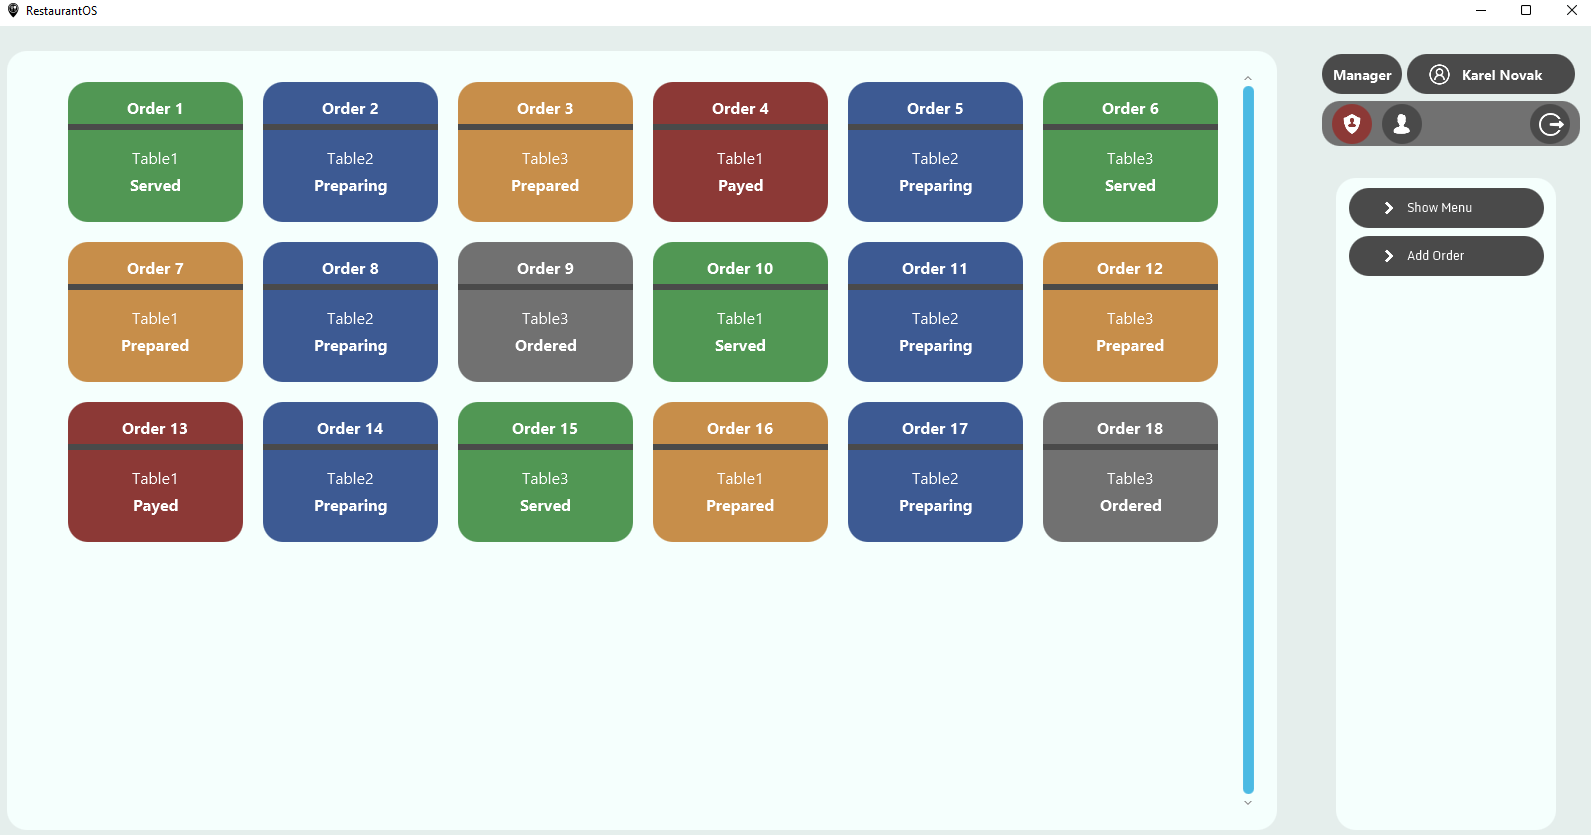 RestaurantOS
Manager
Karel Novak
Order 1
Table1
Served
Order 2
Table2
Preparing
Order 3
Table3
Prepared
Order 4
Table1
Payed
Order 5
Table2
Preparing
Order 6
Table3
Served
Order 7
Table1
Prepared
Order 8
Table2
Preparing
Order 9
Table3
Ordered
Order 10
Table1
Served
Order 11
Table2
Preparing
Order 12
Table3
Prepared
Order 13
Table1
Payed
Order 14
Table2
Preparing
Order 15
Table3
Served
Order 16
Table1
Prepared
Order 17
Table2
Preparing
Order 18
Table3
Ordered
Show Menu
Add Order